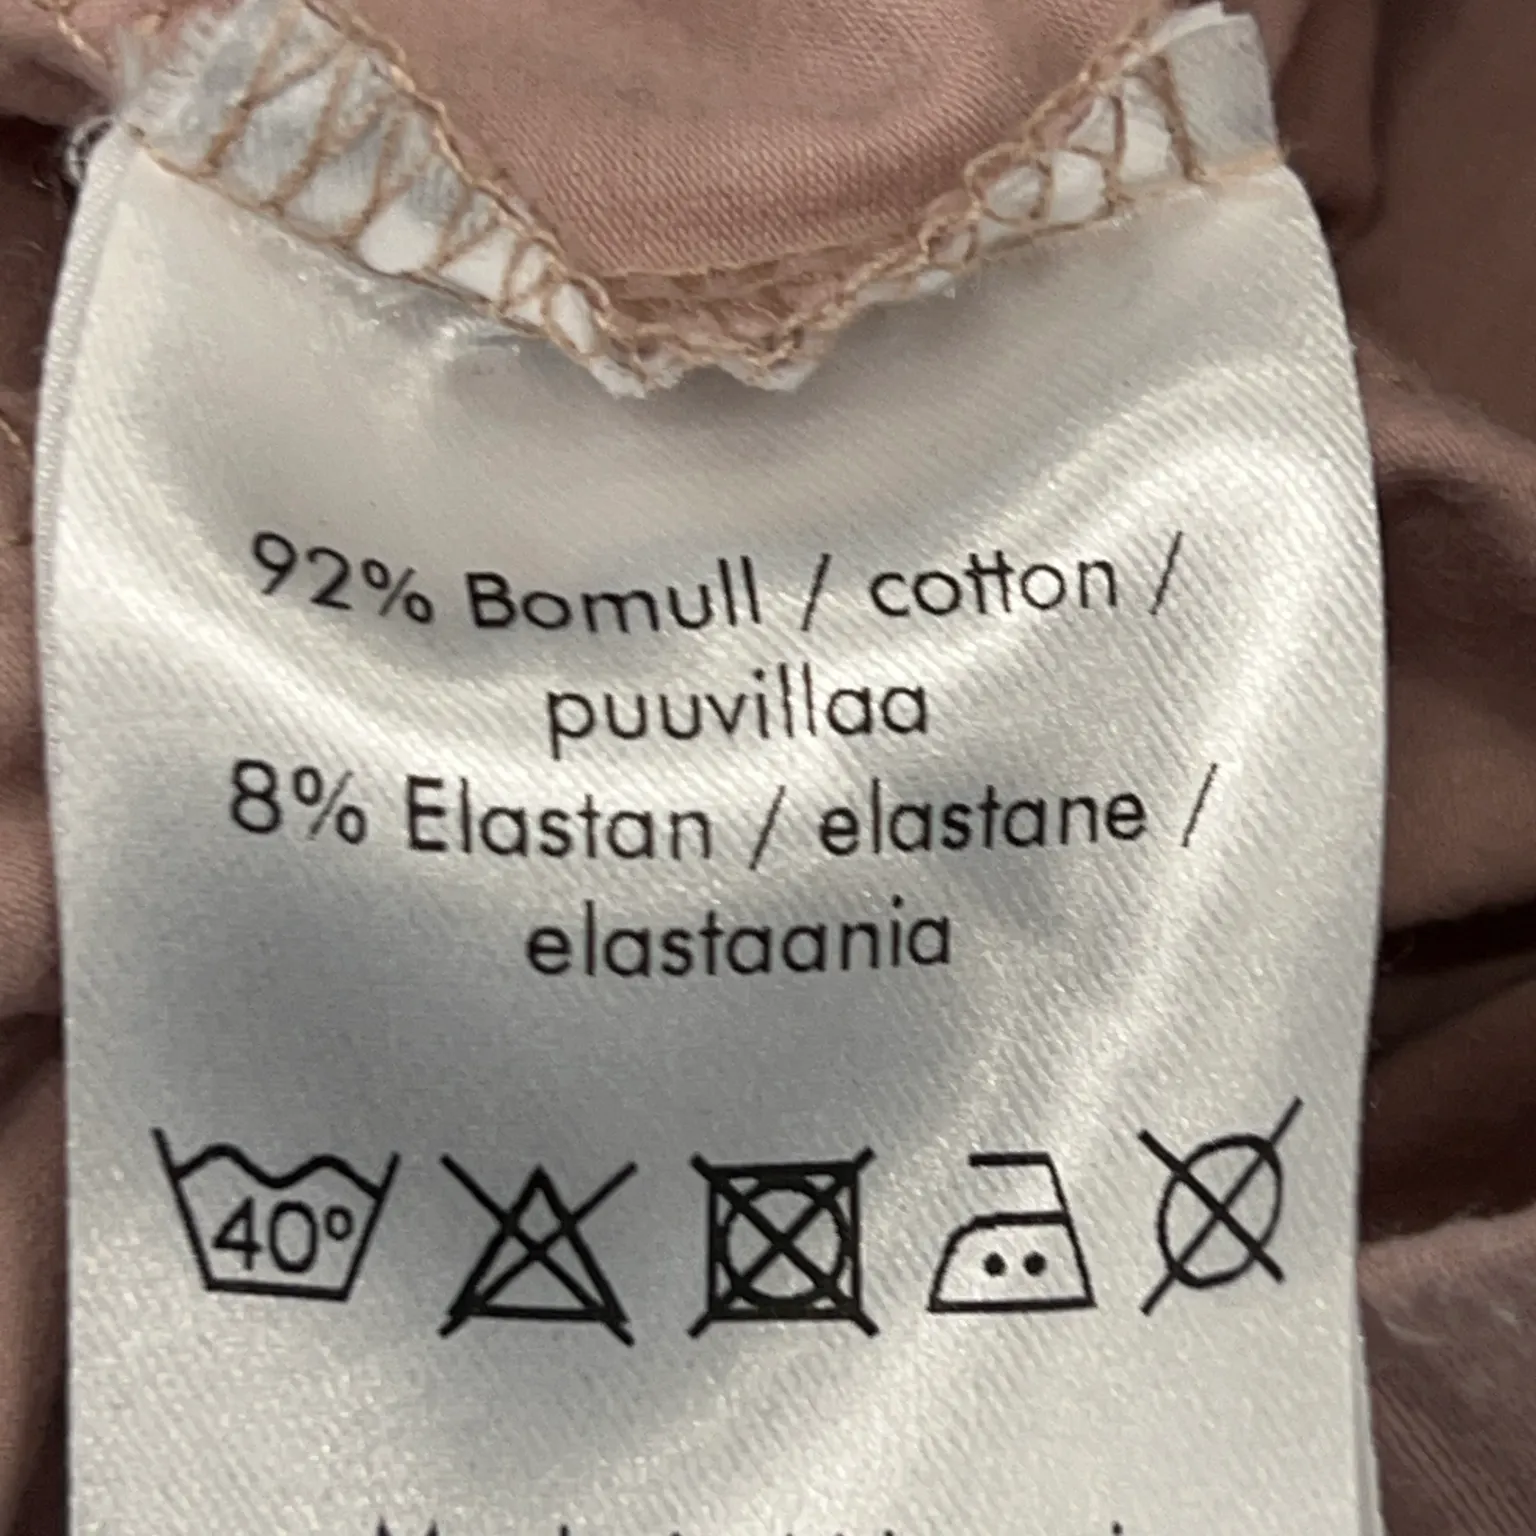 92% Bomull / cotton /
puuvillaa
8% Elastan / elastane /
elastaania
40°